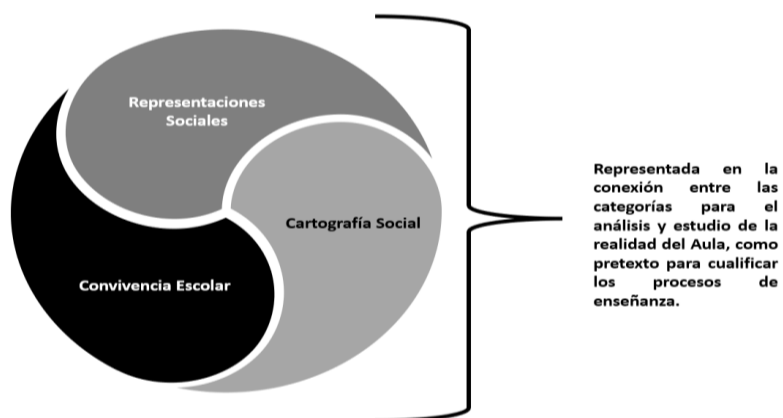 Representaciones
Sociales
Cartografía Social
Convivencia Escolar
Representada en la
conexión entre las
categorías para el
análisis y estudio de la
realidad del Aula, como
pretexto para cualificar
los procesos de
enseñanza.